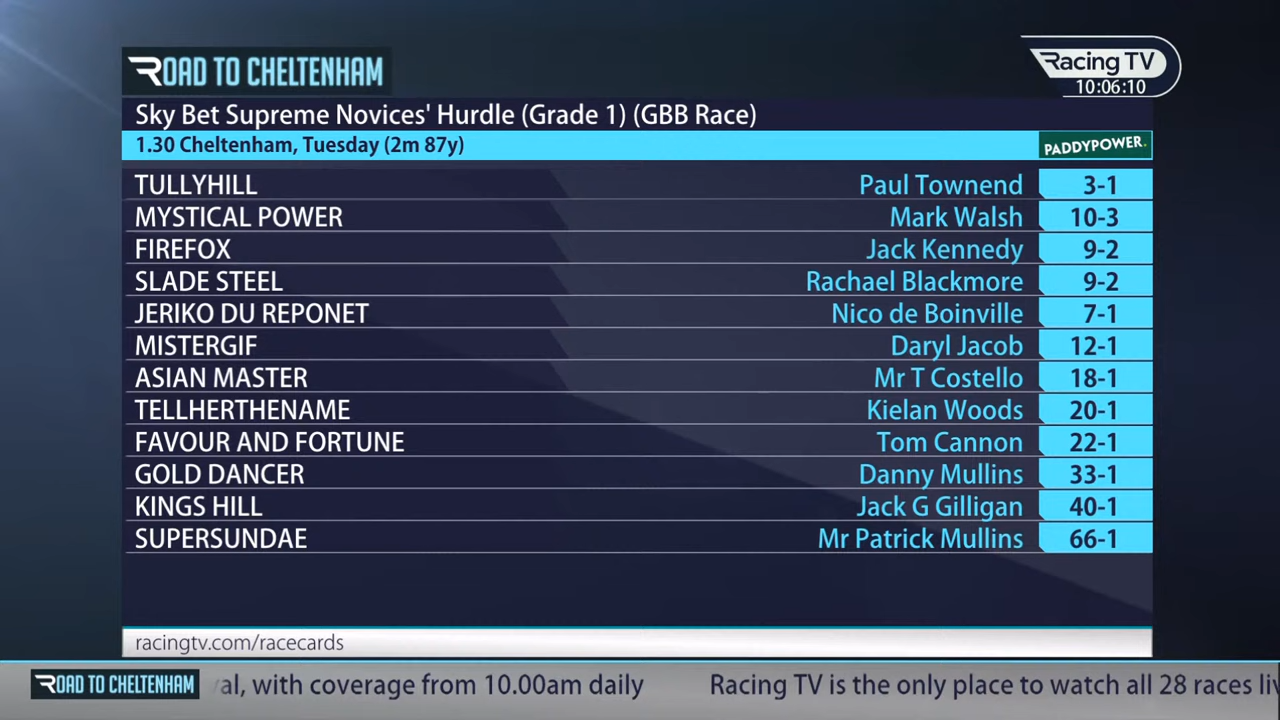 ROAD TO CHELTENHAM
Racing TV
10:06:10
Sky Bet Supreme Novices' Hurdle (Grade 1) (GBB Race)
1.30 Cheltenham, Tuesday (2m 87y) PADDYPOWER.
TULLYHILL Paul Townend 3-1
MYSTICAL POWER Mark Walsh 10-3
FIREFOX Jack Kennedy 9-2
SLADE STEEL Rachael Blackmore 9-2
JERIKO DU REPONET Nico de Boinville 7-1
MISTERGIF Daryl Jacob 12-1
ASIAN MASTER Mr T Costello 18-1
TELLHERTHENAME Kielan Woods 20-1
FAVOUR AND FORTUNE Tom Cannon 22-1
GOLD DANCER Danny Mullins 33-1
KINGS HILL Jack G Gilligan 40-1
SUPERSUNDAE Mr Patrick Mullins 66-1
racingtv.com/racecards
ROAD TO CHELTENHAM al, with coverage from 10.00am daily Racing TV is the only place to watch all 28 races liv